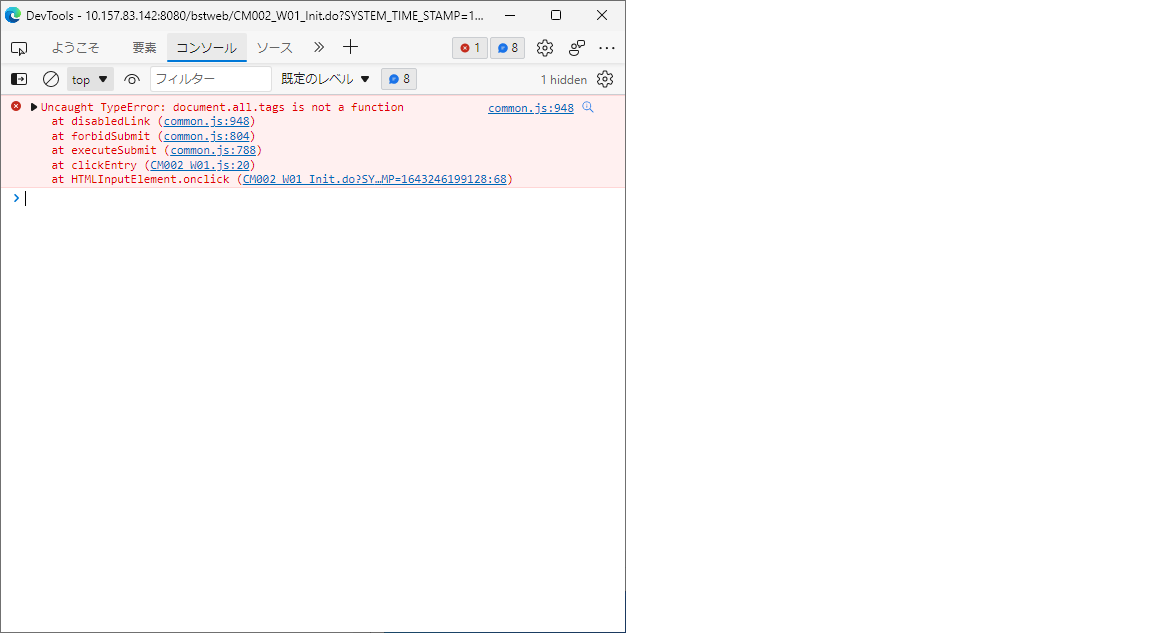 DevTools - 10.157.83.142:8080/bstweb/CM002_W01_Init.do?SYSTEM_TIME_STAMP=1...
ようこそ 要素 コンソール ソース 1 8
top フィルター 既定のレベル 8 1 hidden
Uncaught TypeError: document.all.tags is not a function common.js:948
at disabledLink (common.js:948)
at forbidSubmit (common.js:804)
at executeSubmit (common.js:788)
at clickEntry (CM002_W01.js:20)
at HTMLInputElement.onclick (CM002_W01_Init.do?SY…MP=1643246199128:68)